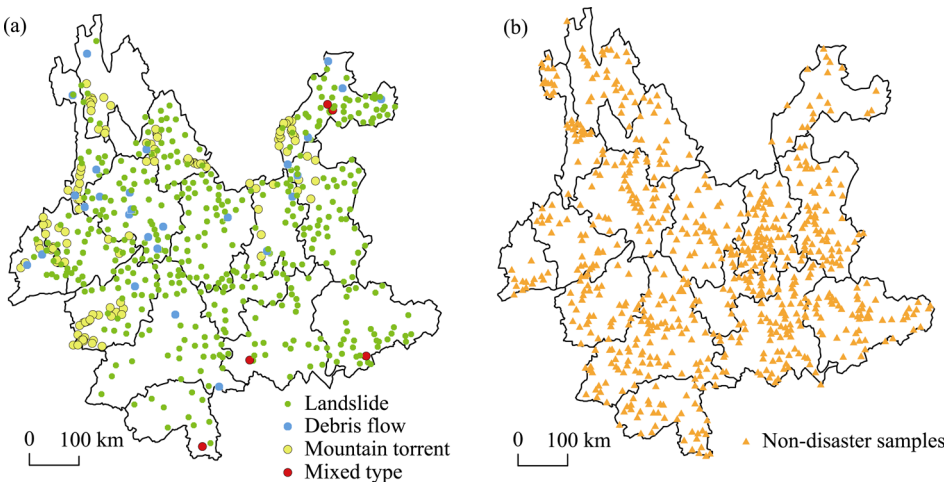 (a)
Landslide
Debris flow
Mountain torrent
Mixed type
0 100 km
(b)
Non-disaster samples
0 100 km